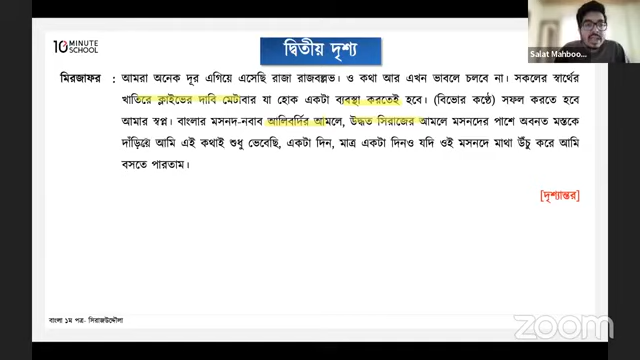 10 MINUTE SCHOOL
দ্বিতীয় দৃশ্য
Salat Mahboo...
মিরজাফর : আমরা অনেক দূর এগিয়ে এসেছি রাজা রাজবল্লভ। ও কথা আর এখন ভাবলে চলবে না। সকলের স্বার্থের
খাতিরে ক্লাইভের দাবি মেটাবার যা হোক একটা ব্যবস্থা করতেই হবে। (বিভোর কণ্ঠে) সফল করতে হবে
আমার স্বপ্ন। বাংলার মসনদ-নবাব আলিবর্দির আমলে, উদ্ধত সিরাজের আমলে মসনদের পাশে অবনত মস্তকে
দাঁড়িয়ে আমি এই কথাই শুধু ভেবেছি, একটা দিন, মাত্র একটা দিনও যদি ওই মসনদে মাথা উঁচু করে আমি
বসতে পারতাম।
[দৃশ্যান্তর]
বাংলা ১ম পত্র- সিরাজউদ্দৌলা
zoom